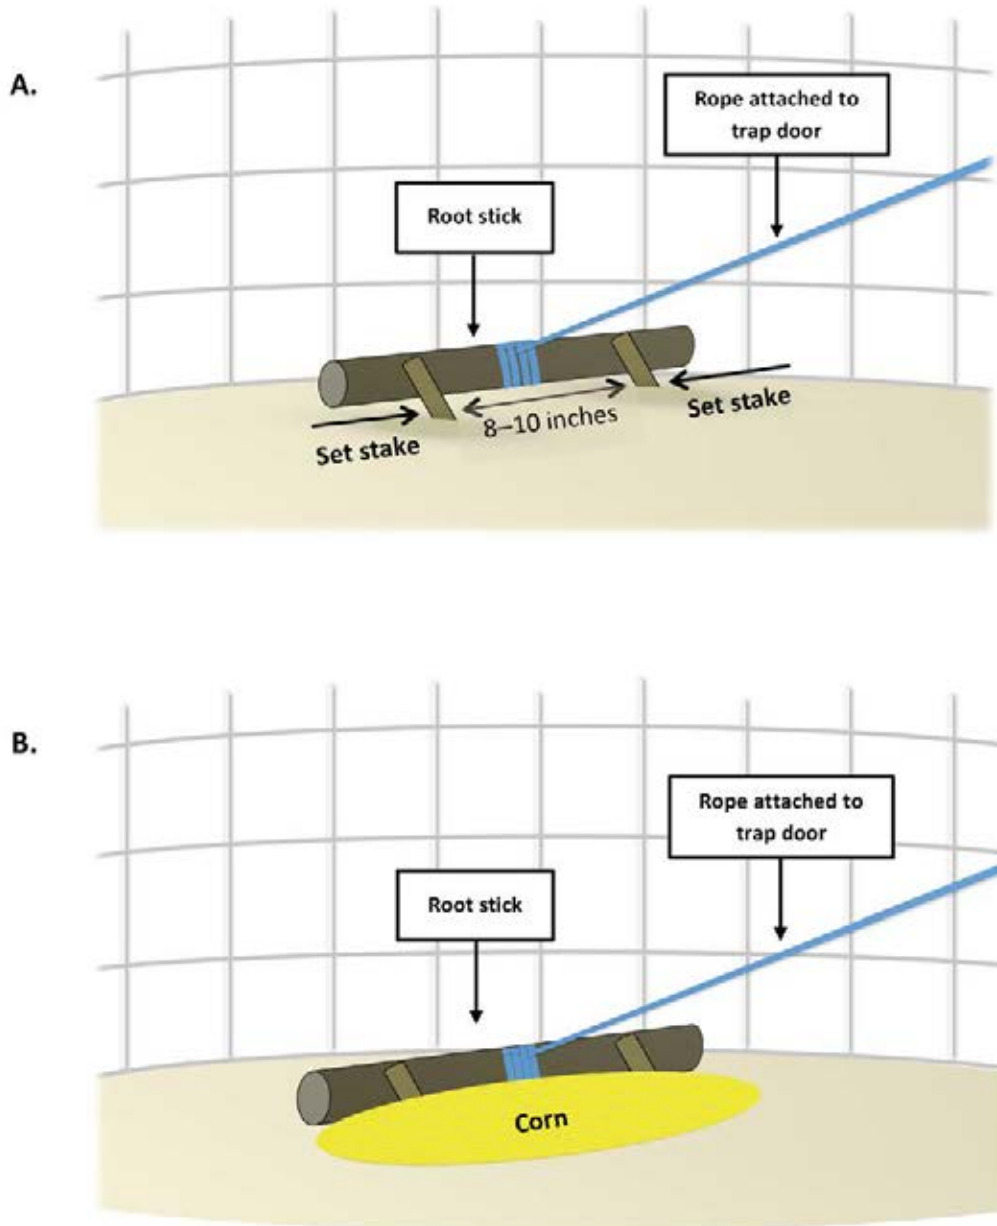 A.
Rope attached to
trap door
Root stick
Set stake
8–10 inches
Set stake
B.
Rope attached to
trap door
Root stick
Corn